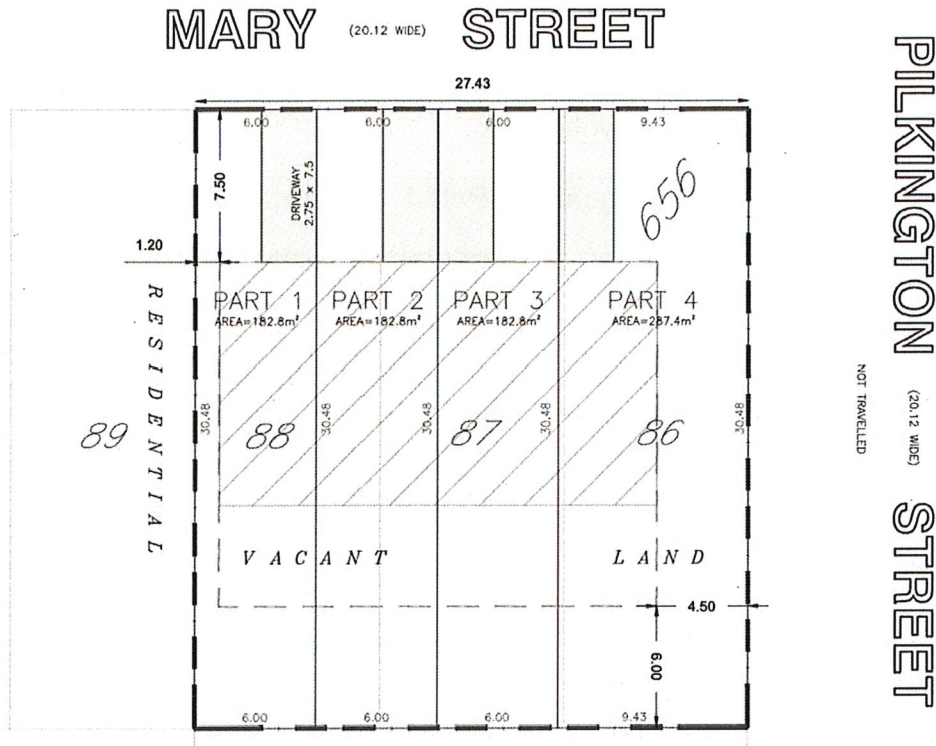 MARY (20.12 WIDE) STREET
27.43
6.00 6.00 6.00 9.43
7.50
DRIVEWAY
2.75 x 7.5
656
1.20
PART 1 PART 2 PART 3 PART 4
AREA=182.8m² AREA=182.8m² AREA=182.8m² AREA=287.4m²
RESIDENTIAL
30.48 30.48 30.48 30.48 30.48
89 88 87 86
VACANT LAND
4.50
6.00
6.00 6.00 6.00 9.43
PILKINGTON (20.12 WIDE) STREET
NOT TRAVELLED